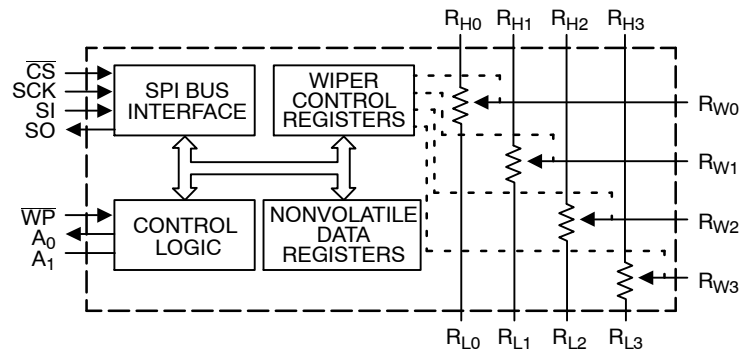 RH0 RH1 RH2 RH3
CS
SCK
SI
SO
SPI BUS
INTERFACE
WIPER
CONTROL
REGISTERS
RW0
RW1
WP
A0
A1
CONTROL
LOGIC
NONVOLATILE
DATA
REGISTERS
RW2
RW3
RL0 RL1 RL2 RL3